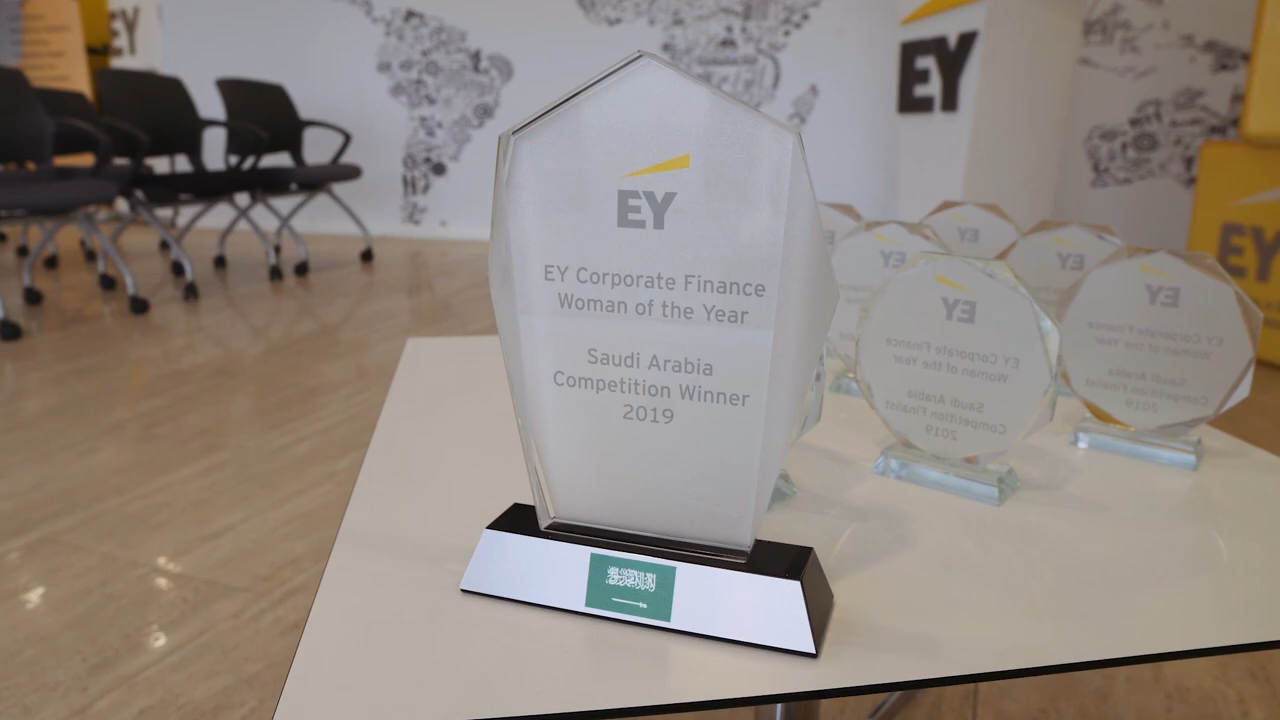 EY
EY
EY
EY Corporate Finance
Woman of the Year
Saudi Arabia
Competition Winner
2019
EY
EY
EY
EY
EY Corporate Finance
Woman of the Year
Saudi Arabia
Competition Finalist
2019
EY
EY Corporate Finance
Woman of the Year
Saudi Arabia
Competition Finalist
2019
EY